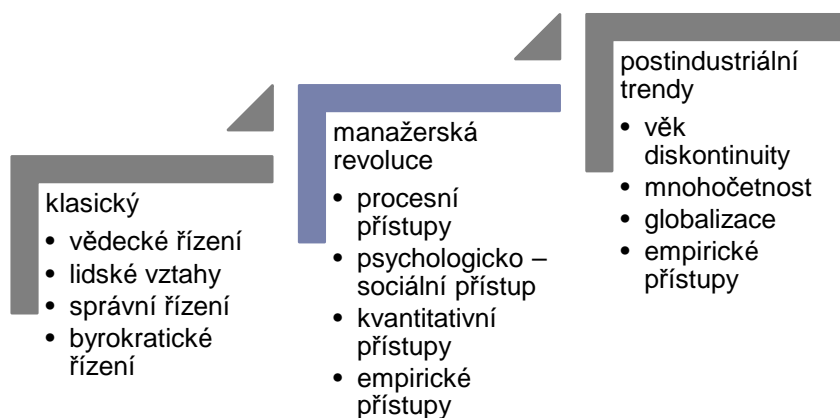 klasický
• vědecké řízení
• lidské vztahy
• správní řízení
• byrokratické
řízení
manažerská
revoluce
• procesní
přístupy
• psychologicko –
sociální přístup
• kvantitativní
přístupy
• empirické
přístupy
postindustriální
trendy
• věk
diskontinuity
• mnohočetnost
• globalizace
• empirické
přístupy